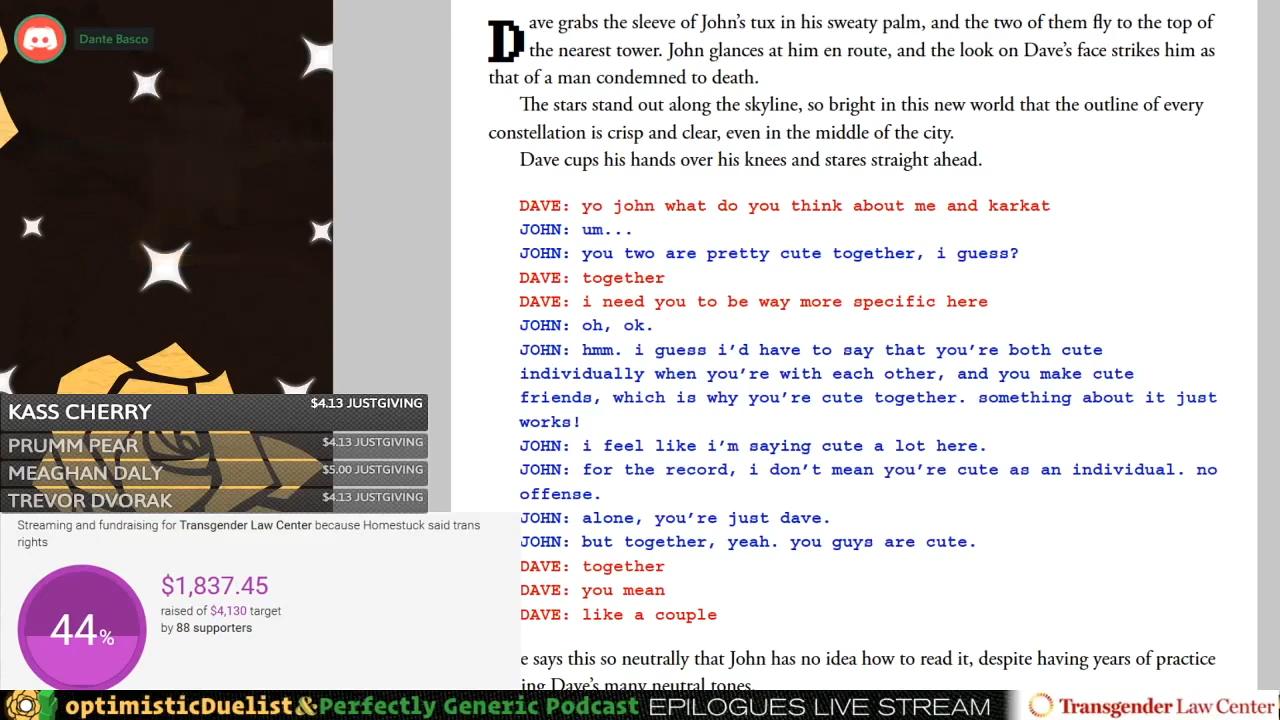 Dante Basco
Dave grabs the sleeve of John’s tux in his sweaty palm, and the two of them fly to the top of
the nearest tower. John glances at him en route, and the look on Dave’s face strikes him as
that of a man condemned to death.
The stars stand out along the skyline, so bright in this new world that the outline of every
constellation is crisp and clear, even in the middle of the city.
Dave cups his hands over his knees and stares straight ahead.
DAVE: yo john what do you think about me and karkat
JOHN: um...
JOHN: you two are pretty cute together, i guess?
DAVE: together
DAVE: i need you to be way more specific here
JOHN: oh, ok.
JOHN: hmm. i guess i’d have to say that you’re both cute
individually when you’re with each other, and you make cute
friends, which is why you’re cute together. something about it just
works!
JOHN: i feel like i’m saying cute a lot here.
JOHN: for the record, i don’t mean you’re cute as an individual. no
offense.
JOHN: alone, you’re just dave.
JOHN: but together, yeah. you guys are cute.
DAVE: together
DAVE: you mean
DAVE: like a couple
e says this so neutrally that John has no idea how to read it, despite having years of practice
ing Dave’s many neutral tones.
KASS CHERRY $4.13 JUSTGIVING
PRUMM PEAR $4.13 JUSTGIVING
MEAGHAN DALY $5.00 JUSTGIVING
TREVOR DVORAK $4.13 JUSTGIVING
Streaming and fundraising for Transgender Law Center because Homestuck said trans
rights
44%
$1,837.45
raised of $4,130 target
by 88 supporters
optimisticDuelist&Perfectly Generic Podcast EPILOGUES LIVE STREAM
Transgender Law Center